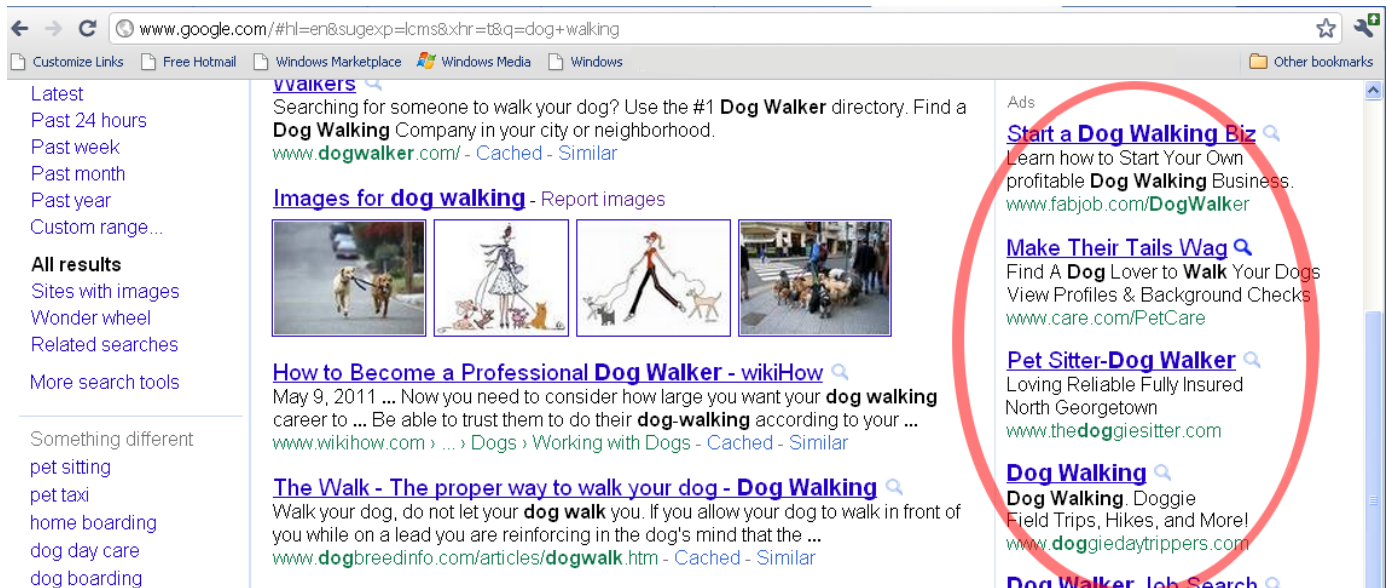 www.google.com/#hl=en&sugexp=lcms&xhr=t&q=dog+walking
Customize Links Free Hotmail Windows Marketplace Windows Media Windows Other bookmarks
Latest
Past 24 hours
Past week
Past month
Past year
Custom range...
All results
Sites with images
Wonder wheel
Related searches
More search tools
Something different
pet sitting
pet taxi
home boarding
dog day care
dog boarding
Walkers
Searching for someone to walk your dog? Use the #1 Dog Walker directory. Find a
Dog Walking Company in your city or neighborhood.
www.dogwalker.com/ - Cached - Similar
Images for dog walking - Report images
How to Become a Professional Dog Walker - wikiHow
May 9, 2011 ... Now you need to consider how large you want your dog walking
career to ... Be able to trust them to do their dog-walking according to your ...
www.wikihow.com › ... › Dogs › Working with Dogs - Cached - Similar
The Walk - The proper way to walk your dog - Dog Walking
Walk your dog, do not let your dog walk you. If you allow your dog to walk in front of
you while on a lead you are reinforcing in the dog's mind that the ...
www.dogbreedinfo.com/articles/dogwalk.htm - Cached - Similar
Ads
Start a Dog Walking Biz
Learn how to Start Your Own
profitable Dog Walking Business.
www.fabjob.com/DogWalker
Make Their Tails Wag
Find A Dog Lover to Walk Your Dogs
View Profiles & Background Checks
www.care.com/PetCare
Pet Sitter-Dog Walker
Loving Reliable Fully Insured
North Georgetown
www.thedoggiesitter.com
Dog Walking
Dog Walking. Doggie
Field Trips, Hikes, and More!
www.doggiedaytrippers.com
Dog Walker Job Search